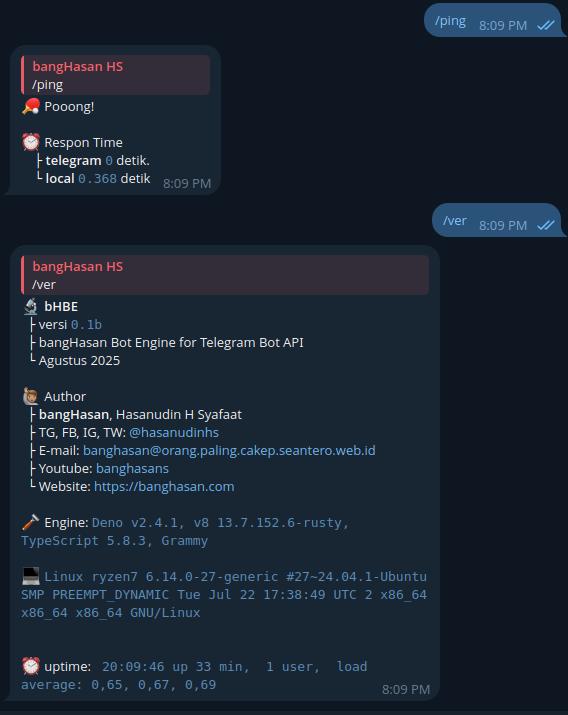 /ping 8:09 PM
bangHasan HS
/ping
Pooong!
Respon Time
├ telegram 0 detik.
└ local 0.368 detik 8:09 PM
/ver 8:09 PM
bangHasan HS
/ver
bHBE
├ versi 0.1b
├ bangHasan Bot Engine for Telegram Bot API
└ Agustus 2025
Author
├ bangHasan, Hasanudin H Syafaat
├ TG, FB, IG, TW: @hasanudinhs
├ E-mail: banghasan@orang.paling.cakep.seantero.web.id
├ Youtube: banghasans
└ Website: https://banghasan.com
Engine: Deno v2.4.1, v8 13.7.152.6-rusty,
TypeScript 5.8.3, Grammy
Linux ryzen7 6.14.0-27-generic #27~24.04.1-Ubuntu
SMP PREEMPT_DYNAMIC Tue Jul 22 17:38:49 UTC 2 x86_64
x86_64 x86_64 GNU/Linux
uptime: 20:09:46 up 33 min, 1 user, load
average: 0,65, 0,67, 0,69 8:09 PM